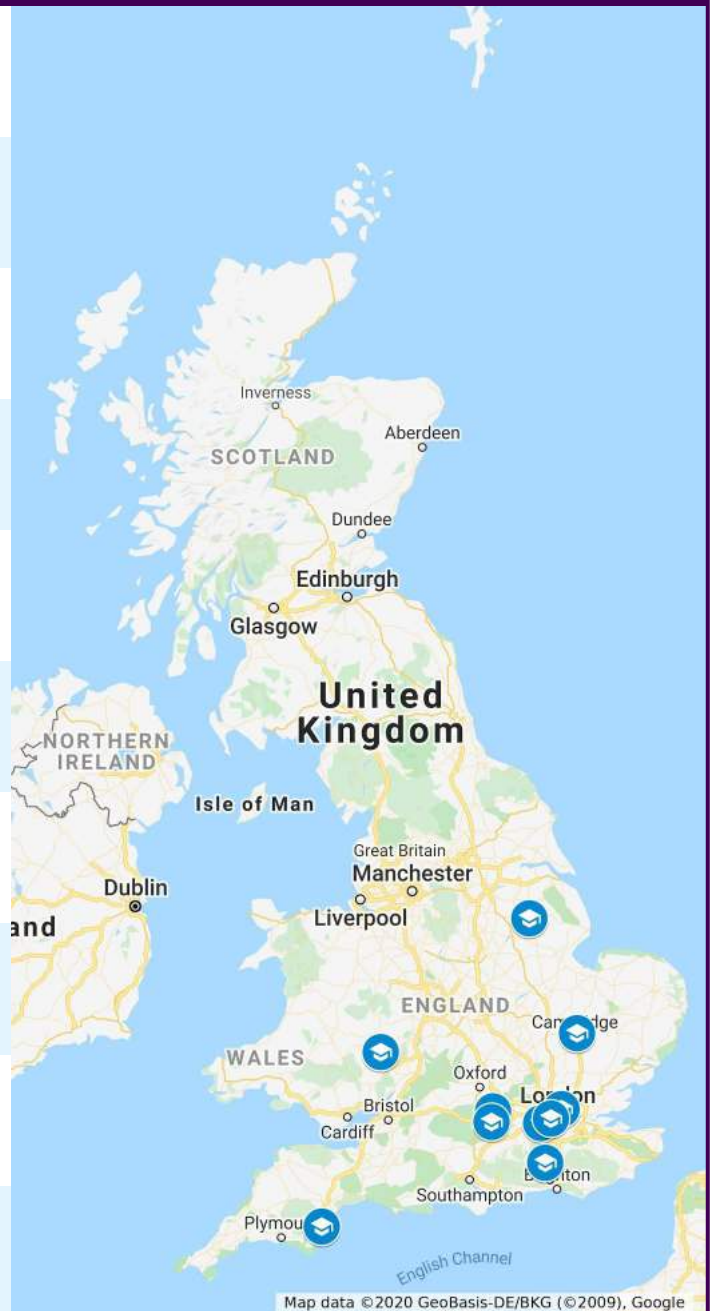 Inverness
Aberdeen
SCOTLAND
Dundee
Edinburgh
Glasgow
United
Kingdom
NORTHERN
IRELAND
Isle of Man
Great Britain
Manchester
Dublin
Liverpool
and
ENGLAND
WALES
Oxford
London
Bristol
Cardiff
Southampton
English Channel
Map data ©2020 GeoBasis-DE/BKG (©2009), Google